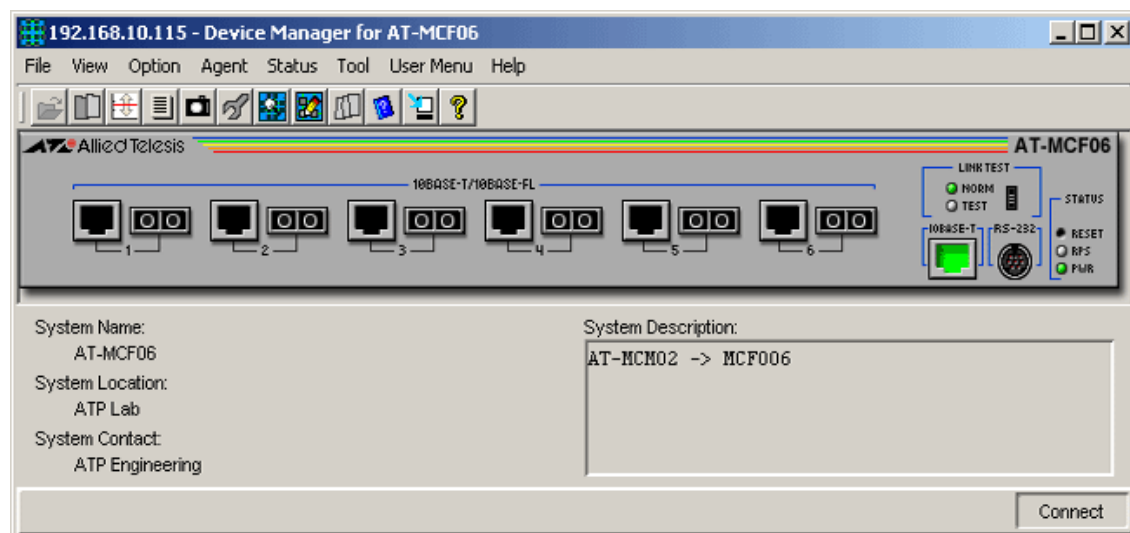 192.168.10.115 - Device Manager for AT-MCF06
File View Option Agent Status Tool User Menu Help
Allied Telesis
AT-MCF06
10BASE-T/10BASE-FL
1 2 3 4 5 6
LINK TEST
NORM
TEST
10BASE-T
RS-232
STATUS
RESET
RPS
PWR
System Name:
AT-MCF06
System Location:
ATP Lab
System Contact:
ATP Engineering
System Description:
AT-MCM02 -> MCF006
Connect